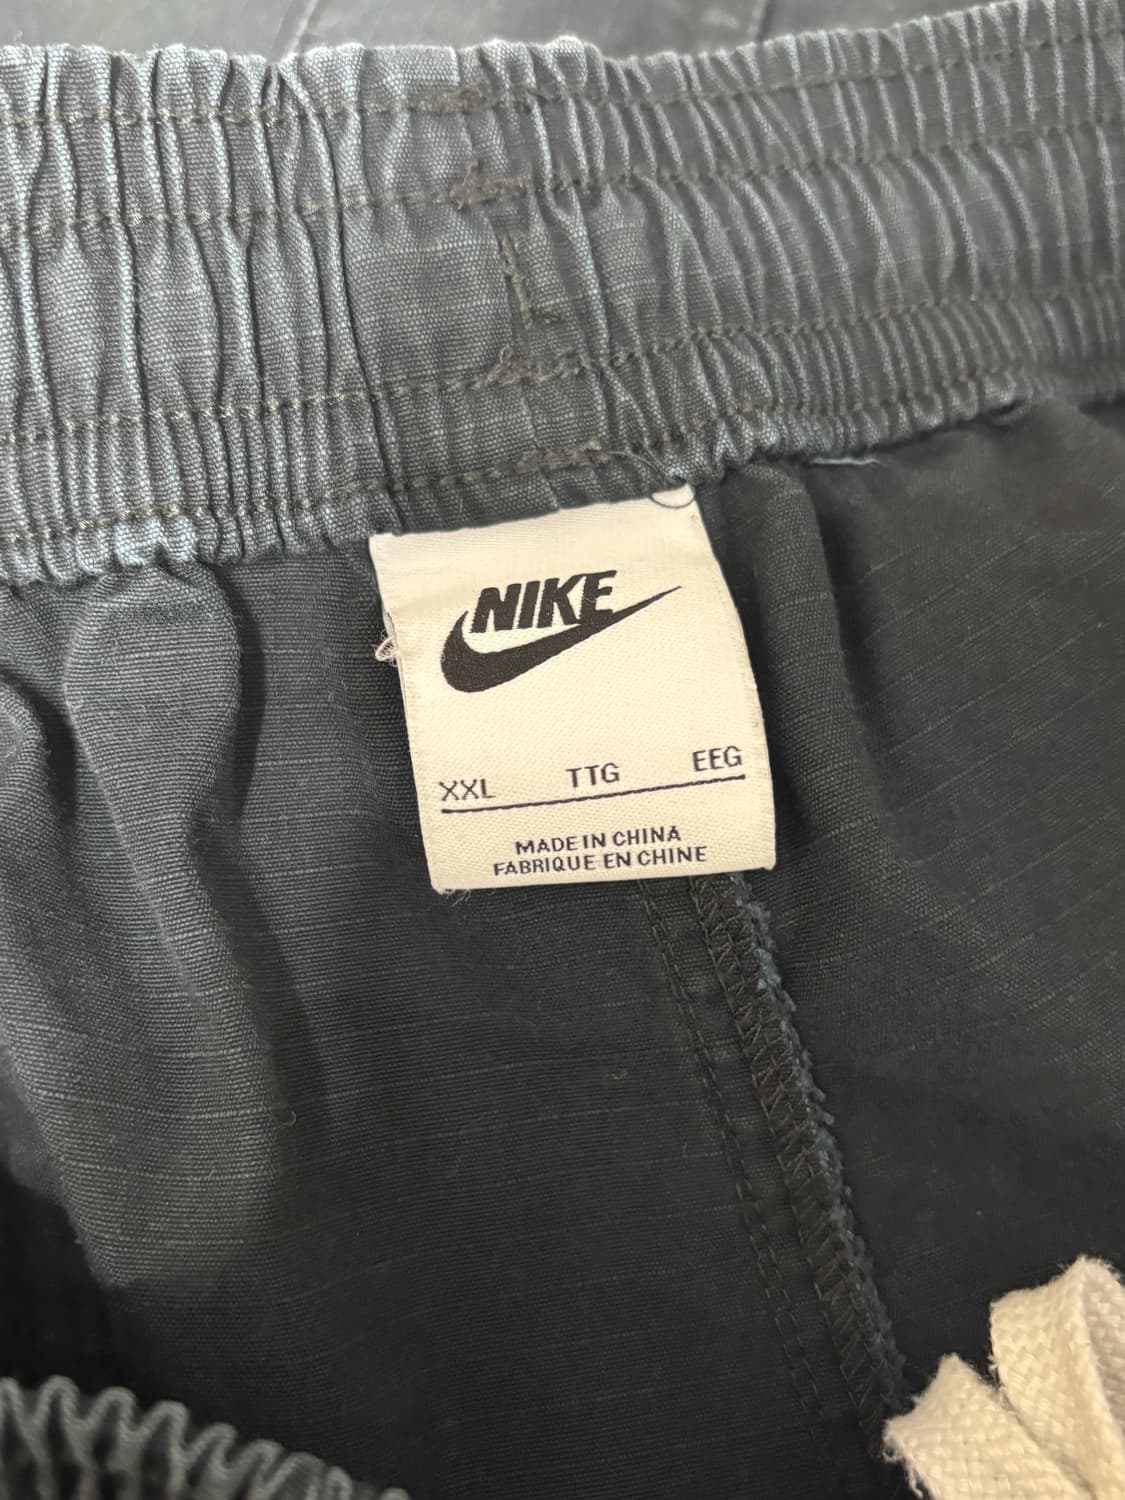 NIKE
XXL TTG EEG
MADE IN CHINA
FABRIQUE EN CHINE